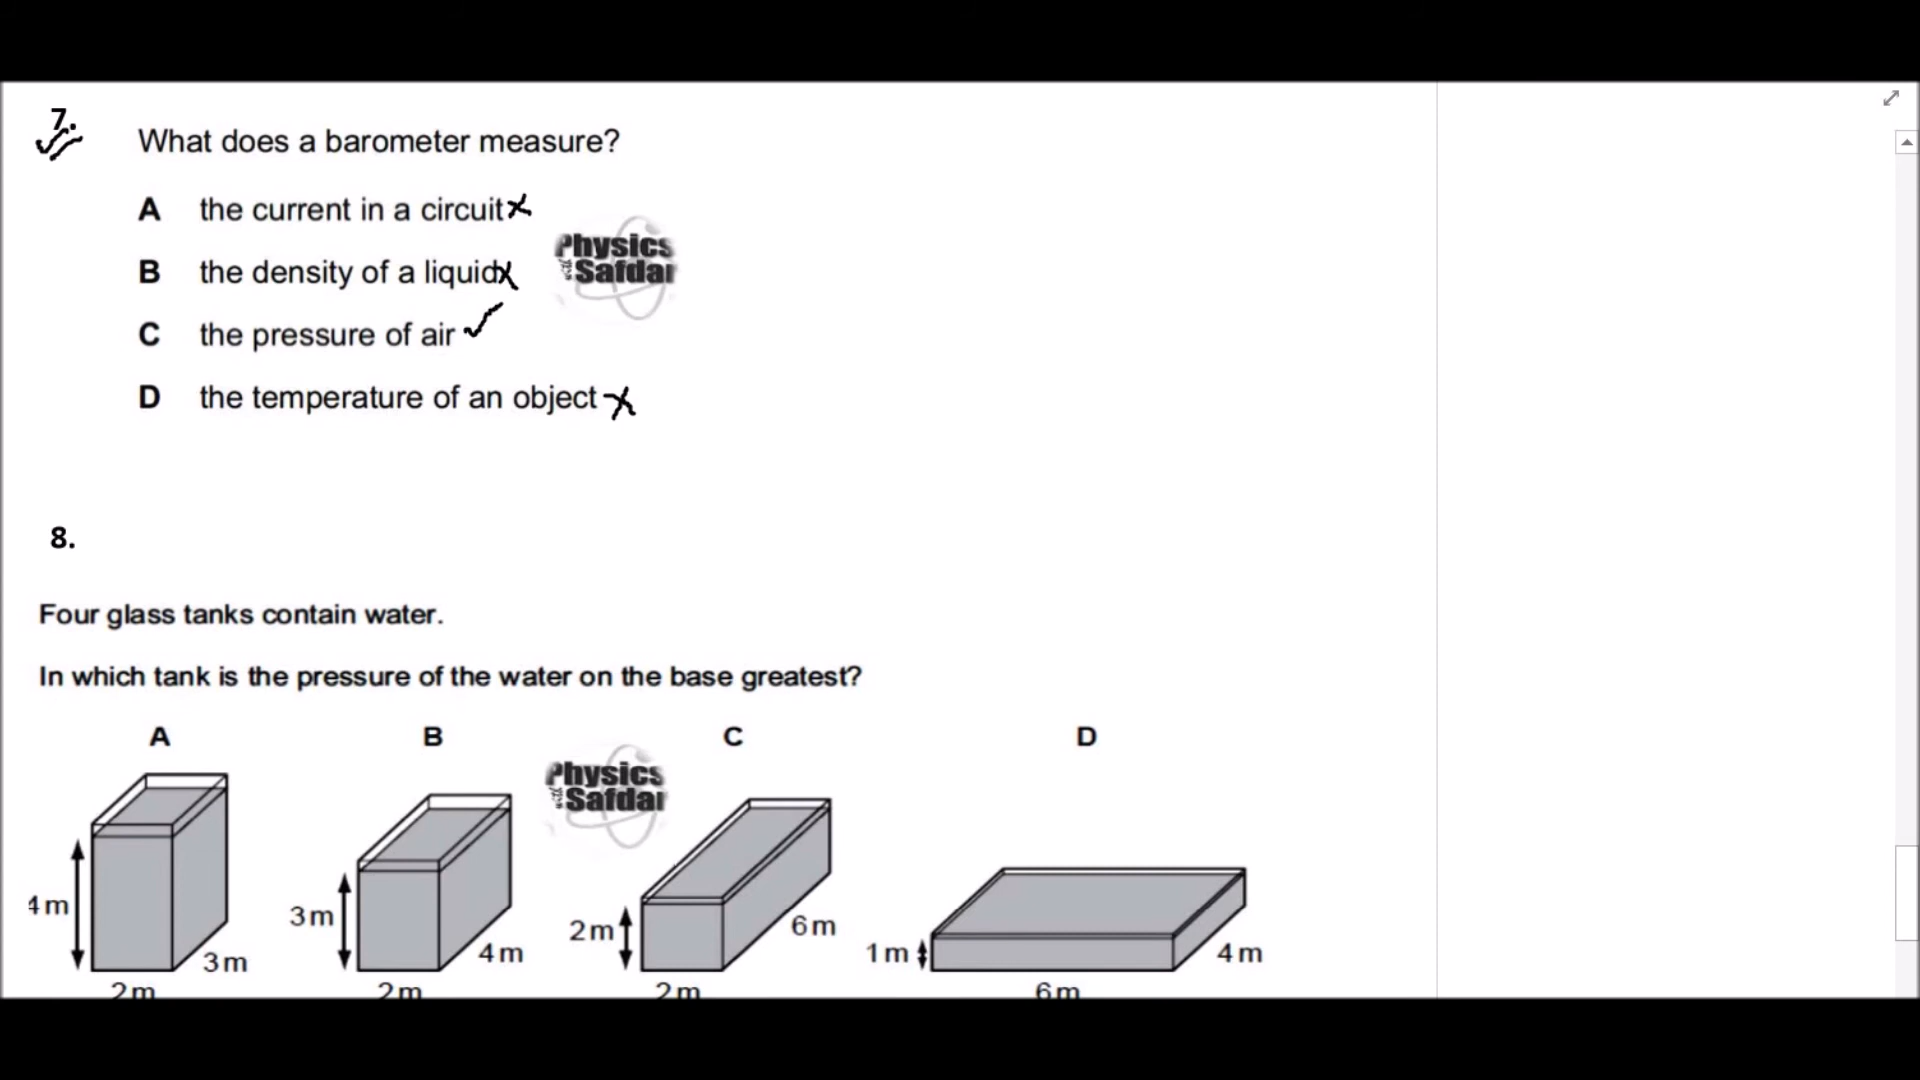 7.
What does a barometer measure?
A the current in a circuit
B the density of a liquid
C the pressure of air
D the temperature of an object
Physics
Safdar
8.
Four glass tanks contain water.
In which tank is the pressure of the water on the base greatest?
A B C D
Physics
Safdar
4 m 3 m 2 m
3 m 4 m 2 m
2 m 6 m 2 m
1 m 4 m 6 m